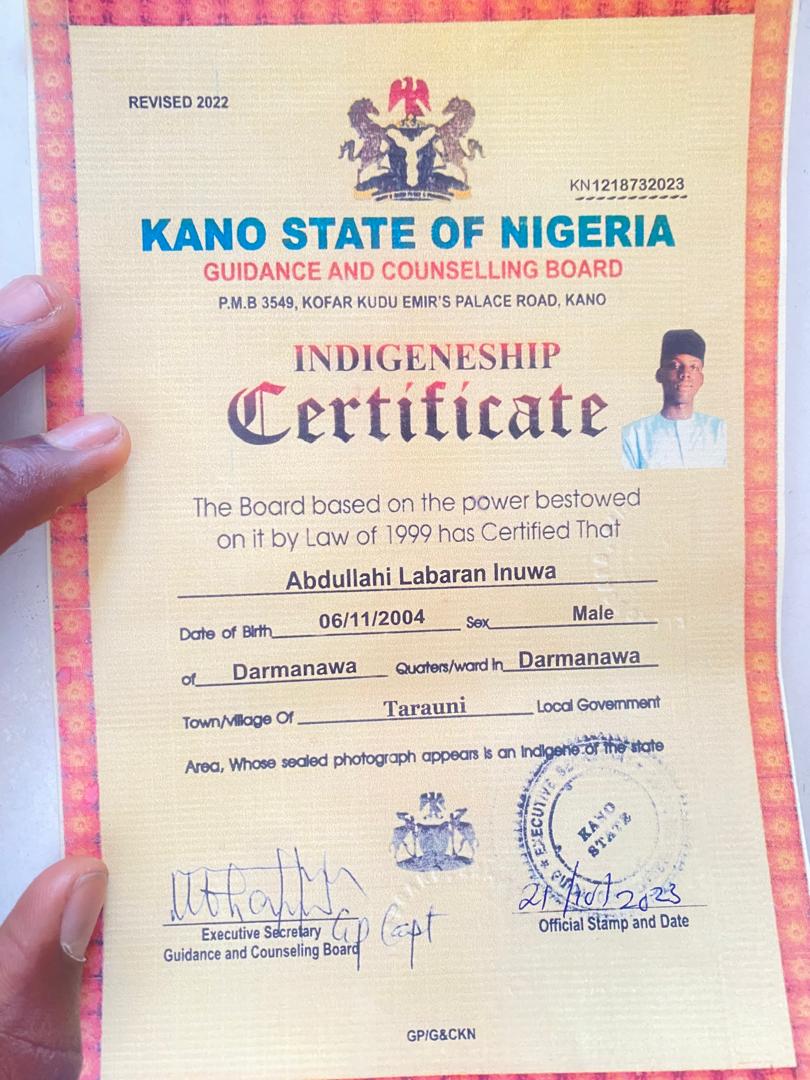 REVISED 2022
KN1218732023
KANO STATE OF NIGERIA
GUIDANCE AND COUNSELLING BOARD
P.M.B 3549, KOFAR KUDU EMIR'S PALACE ROAD, KANO
INDIGENESHIP
Certificate
The Board based on the power bestowed
on it by Law of 1999 has Certified That
Abdullahi Labaran Inuwa
Date of Birth 06/11/2004 Sex Male
of Darmanawa Quaters/ward In Darmanawa
Town/Village Of Tarauni Local Government
Area, Whose sealed photograph appears is an Indigene of the state
EXECUTIVE
KANO
STATE
2023
Executive Secretary
Guidance and Counseling Board
Official Stamp and Date
GP/G&CKN